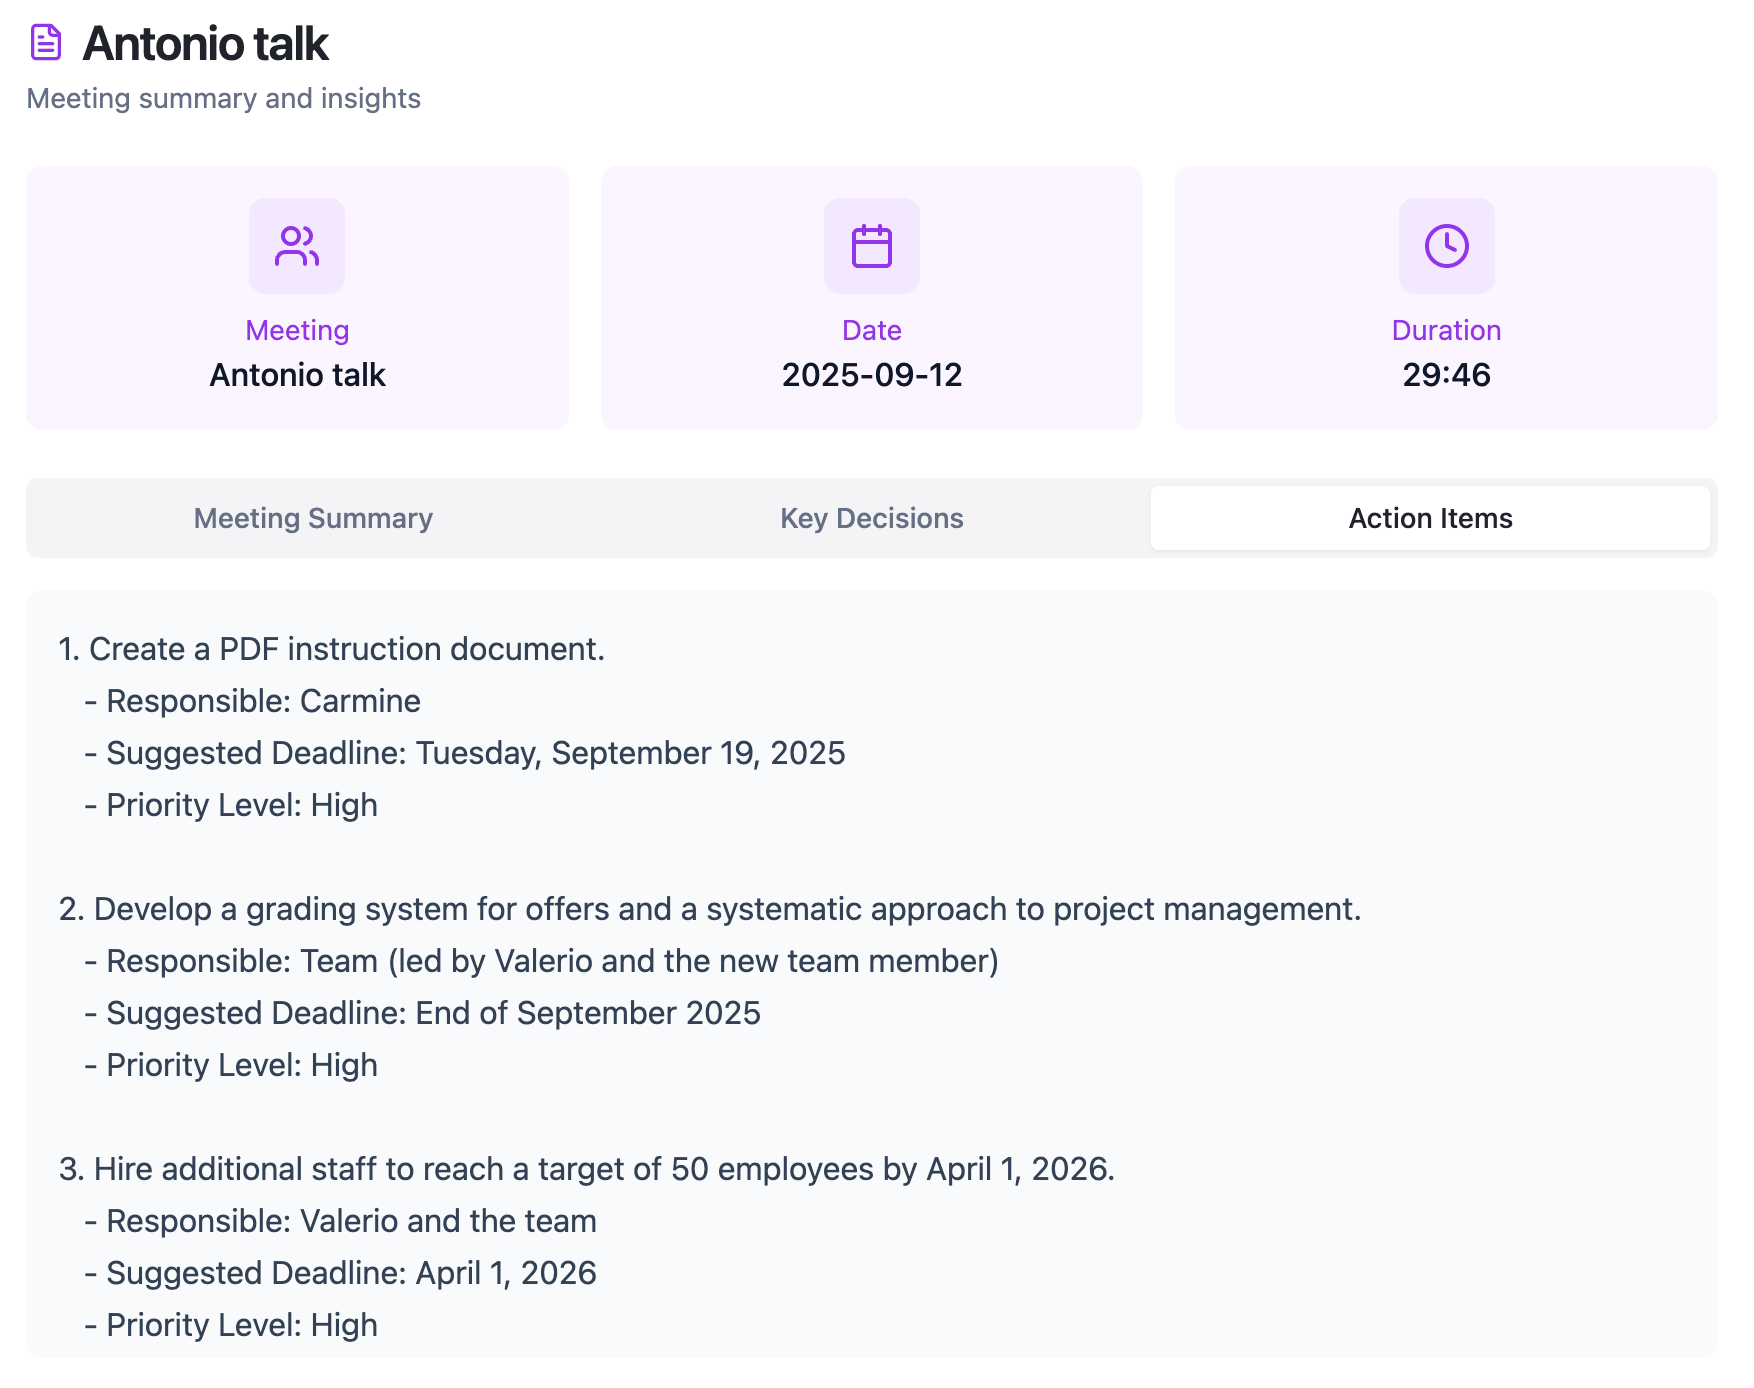 Antonio talk
Meeting summary and insights
Meeting
Antonio talk
Date
2025-09-12
Duration
29:46
Meeting Summary
Key Decisions
Action Items
1. Create a PDF instruction document.
- Responsible: Carmine
- Suggested Deadline: Tuesday, September 19, 2025
- Priority Level: High
2. Develop a grading system for offers and a systematic approach to project management.
- Responsible: Team (led by Valerio and the new team member)
- Suggested Deadline: End of September 2025
- Priority Level: High
3. Hire additional staff to reach a target of 50 employees by April 1, 2026.
- Responsible: Valerio and the team
- Suggested Deadline: April 1, 2026
- Priority Level: High